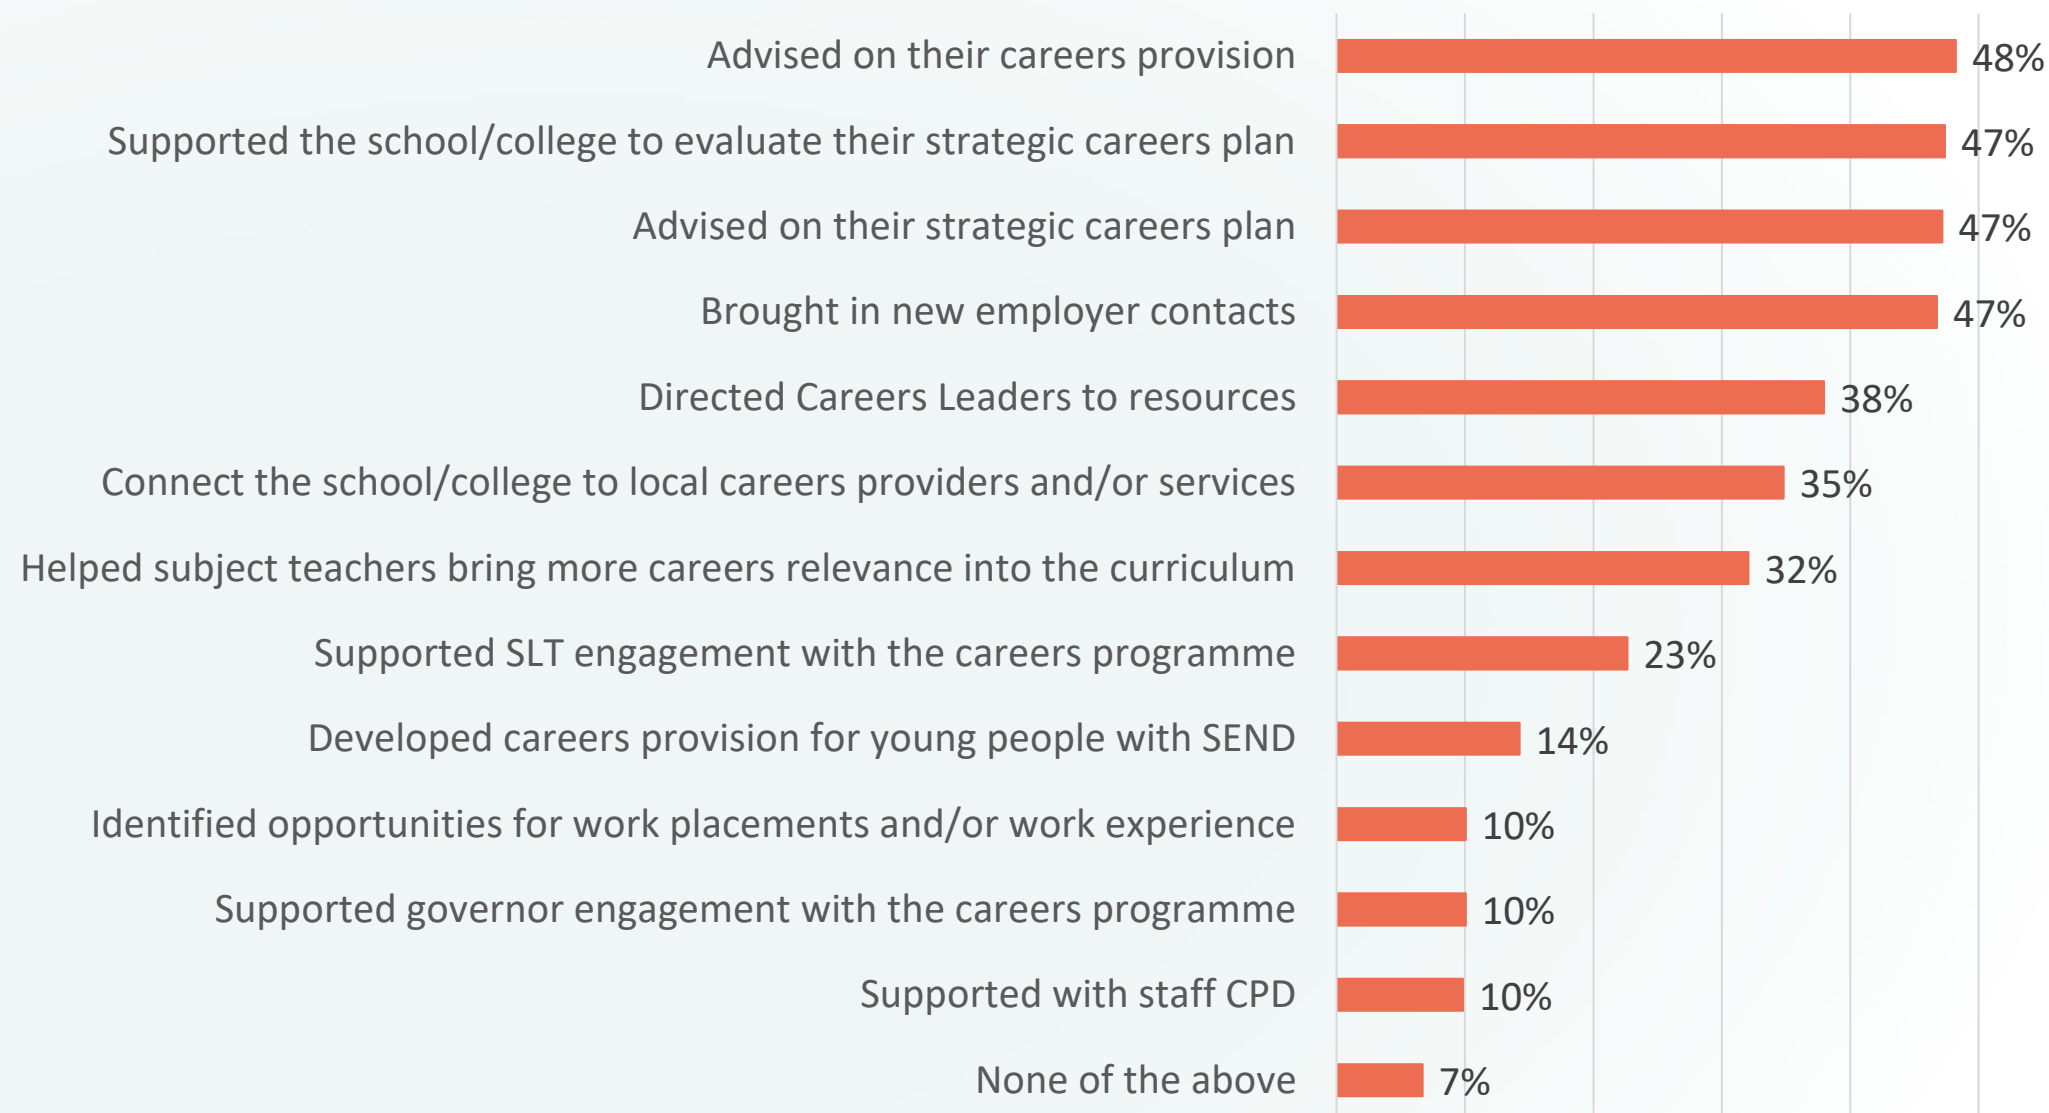 Advised on their careers provision 48%
Supported the school/college to evaluate their strategic careers plan 47%
Advised on their strategic careers plan 47%
Brought in new employer contacts 47%
Directed Careers Leaders to resources 38%
Connect the school/college to local careers providers and/or services 35%
Helped subject teachers bring more careers relevance into the curriculum 32%
Supported SLT engagement with the careers programme 23%
Developed careers provision for young people with SEND 14%
Identified opportunities for work placements and/or work experience 10%
Supported governor engagement with the careers programme 10%
Supported with staff CPD 10%
None of the above 7%